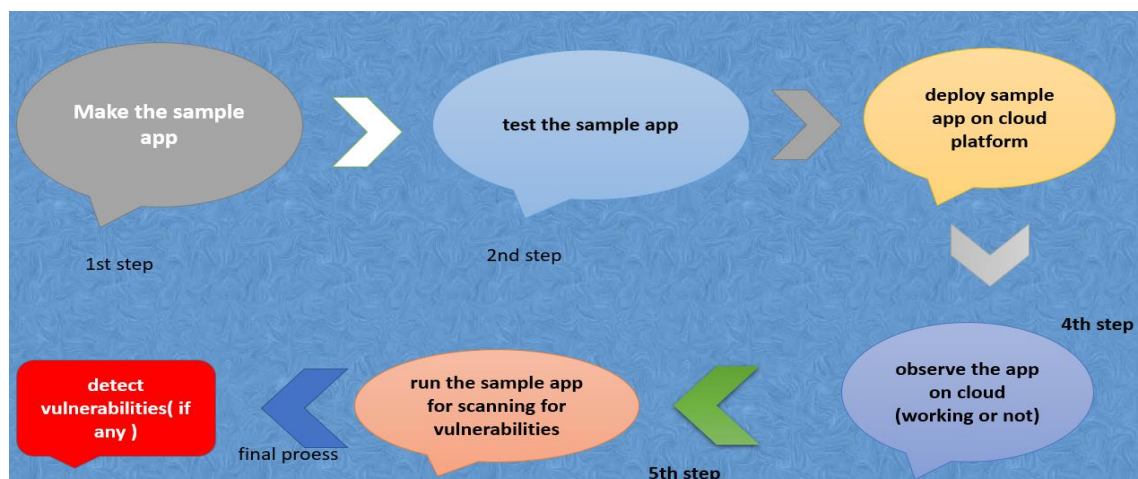 Make the sample
app
test the sample app
deploy sample
app on cloud
platform
1st step
2nd step
4th step
observe the app
on cloud
(working or not)
5th step
run the sample app
for scanning for
vulnerabilities
final proess
detect
vulnerabilities( if
any )